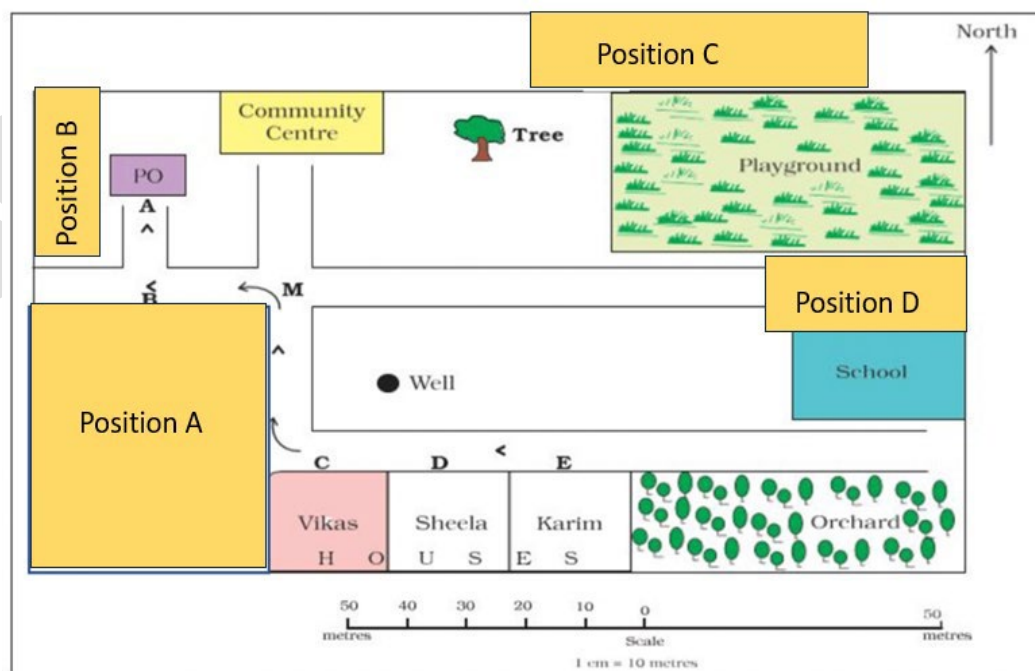 Position C
North
Position B
Community
Centre
Tree
PO
A
Playground
M
B
Position D
Position A
Well
School
C
D
E
Vikas
Sheela
Karim
Orchard
H O U S E S
50 40 30 20 10 0 50
metres
Scale
metres
1 cm = 10 metres